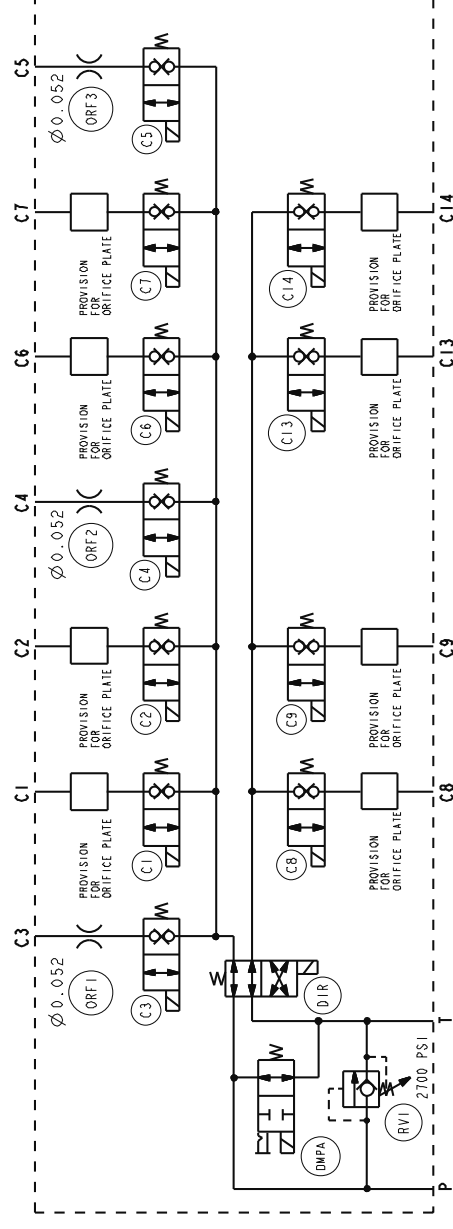 C3
C1
C2
C4
C6
C7
C5
Ø0.052
ORF1
PROVISION
FOR
ORIFICE PLATE
PROVISION
FOR
ORIFICE PLATE
Ø0.052
ORF2
PROVISION
FOR
ORIFICE PLATE
PROVISION
FOR
ORIFICE PLATE
Ø0.052
ORF3
C3
C1
C2
C4
C6
C7
C5
DIR
DMPA
RV1
2700 PSI
C8
C9
C13
C14
PROVISION
FOR
ORIFICE PLATE
PROVISION
FOR
ORIFICE PLATE
PROVISION
FOR
ORIFICE PLATE
PROVISION
FOR
ORIFICE PLATE
P
T
C8
C9
C13
C14